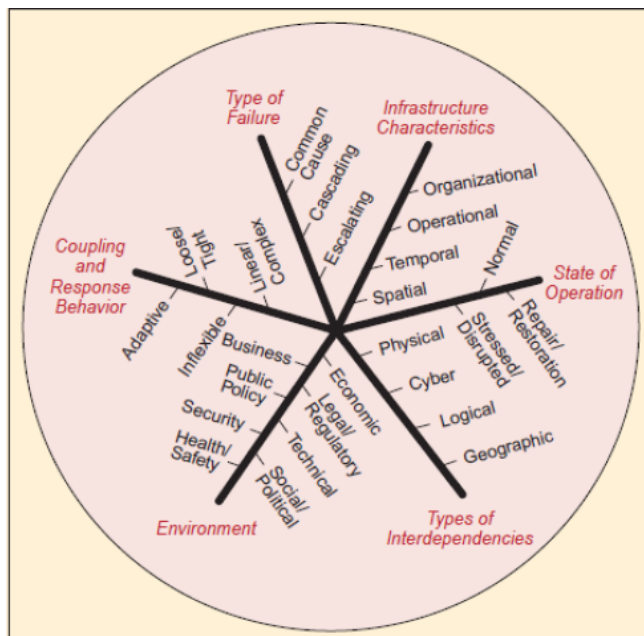 Type of
Failure
Common
Cause
Cascading
Escalating
Infrastructure
Characteristics
Organizational
Operational
Temporal
Spatial
State of
Operation
Normal
Stressed/
Disrupted
Repair/
Restoration
Types of
Interdependencies
Physical
Cyber
Logical
Geographic
Environment
Business
Public
Policy
Security
Health/
Safety
Economic
Legal/
Regulatory
Technical
Social/
Political
Coupling
and
Response
Behavior
Loose/
Tight
Linear/
Complex
Adaptive
Inflexible